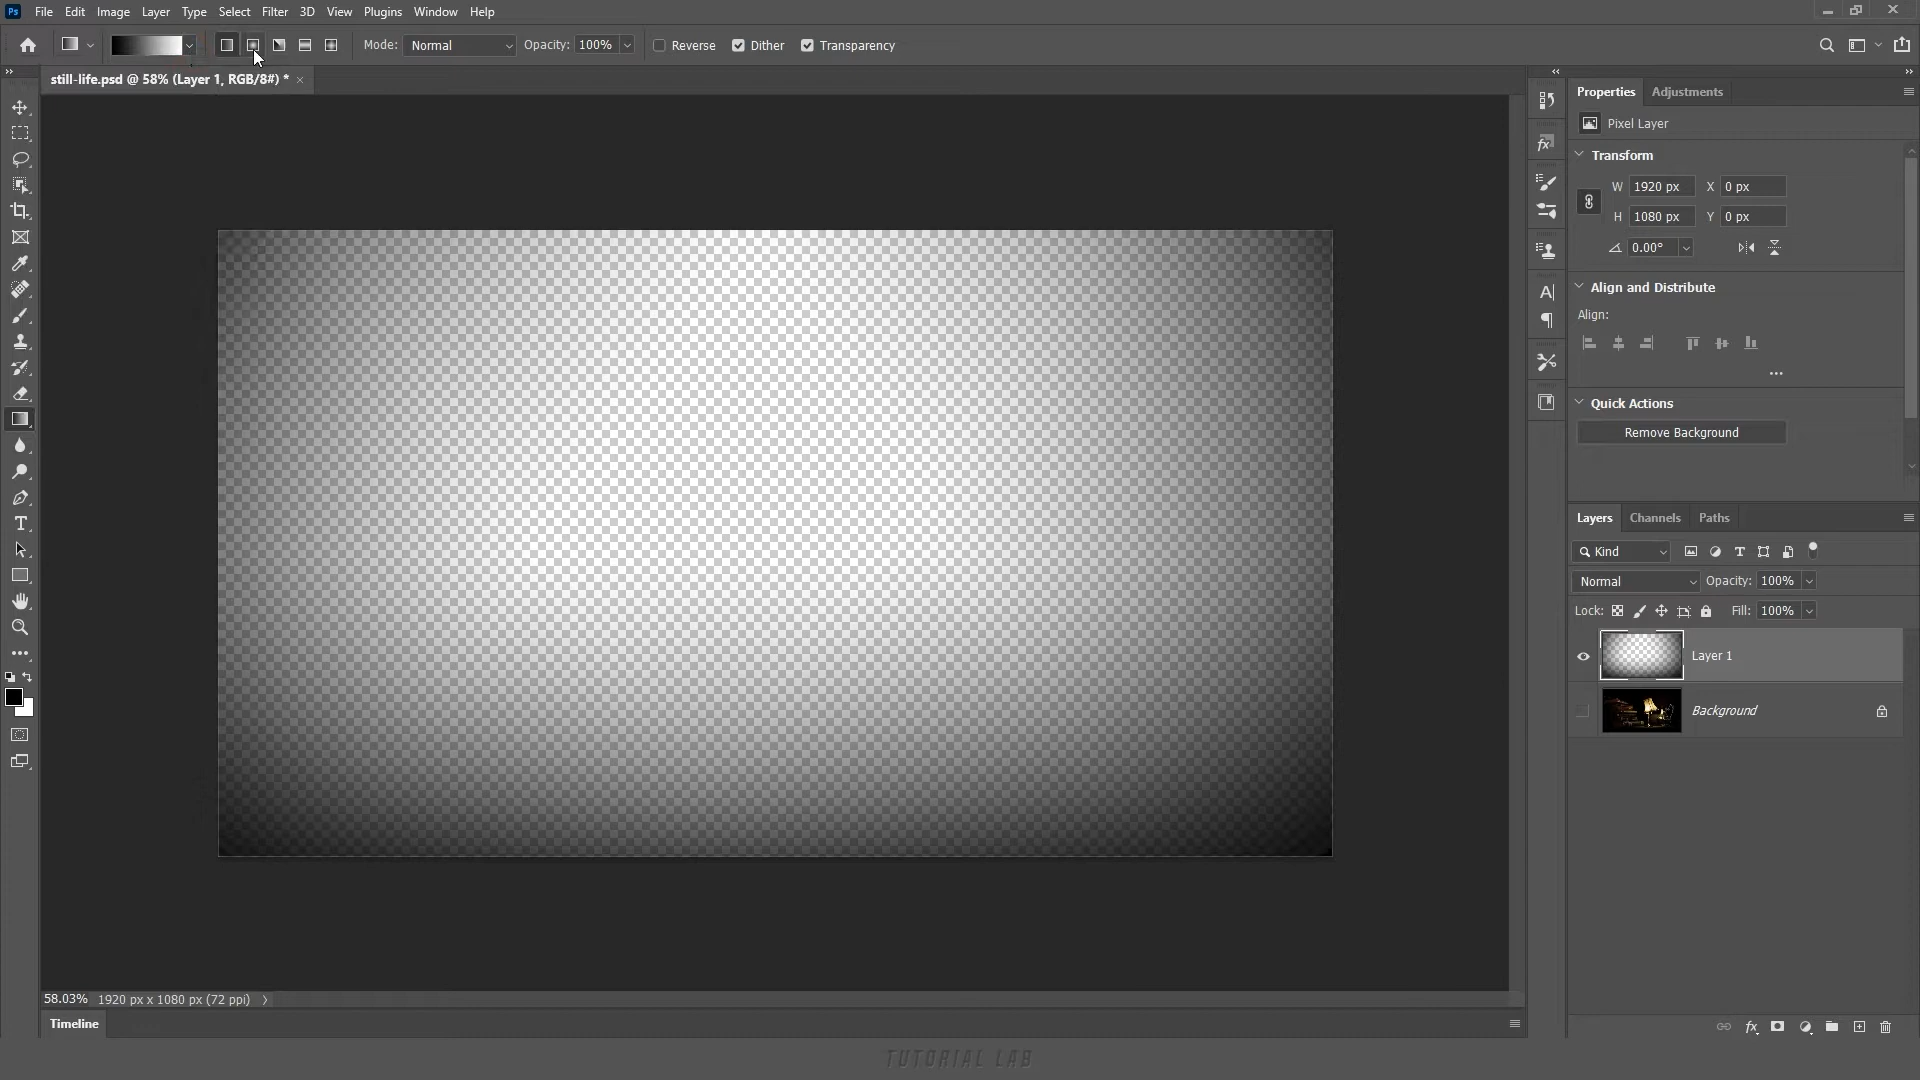 Ps File Edit Image Layer Type Select Filter 3D View Plugins Window Help
Mode: Normal Opacity: 100% Reverse Dither Transparency
still-life.psd @ 58% (Layer 1, RGB/8#) * ×
Properties Adjustments
Pixel Layer
Transform
W 1920 px X 0 px
H 1080 px Y 0 px
0.00°
Align and Distribute
Align:
Quick Actions
Remove Background
Layers Channels Paths
Kind
Normal Opacity: 100%
Lock: Fill: 100%
Layer 1
Background
58.03% 1920 px x 1080 px (72 ppi)
Timeline
TUTORIAL LAB